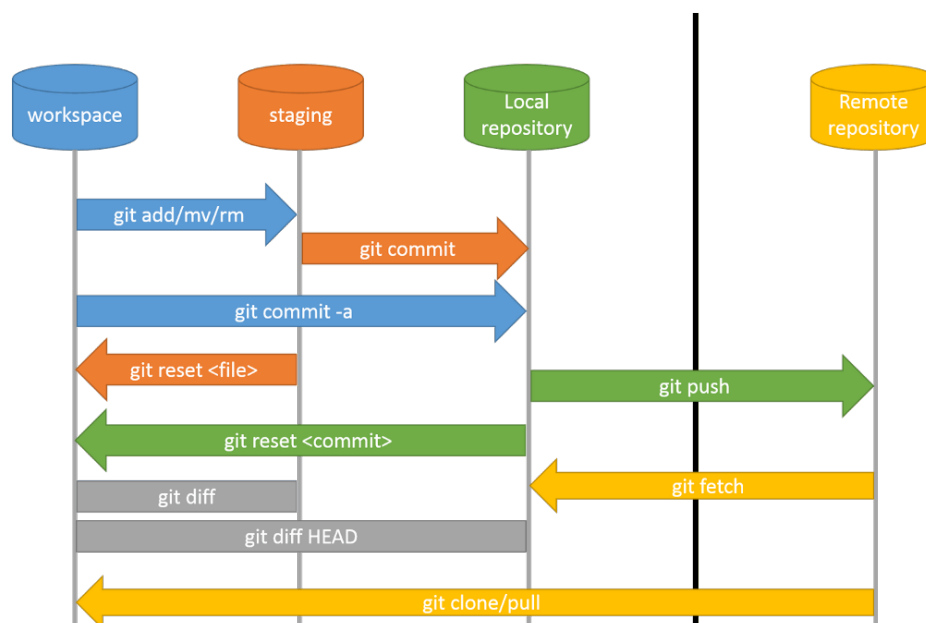 workspace
staging
Local
repository
Remote
repository
git add/mv/rm
git commit
git commit -a
git reset <file>
git push
git reset <commit>
git fetch
git diff
git diff HEAD
git clone/pull